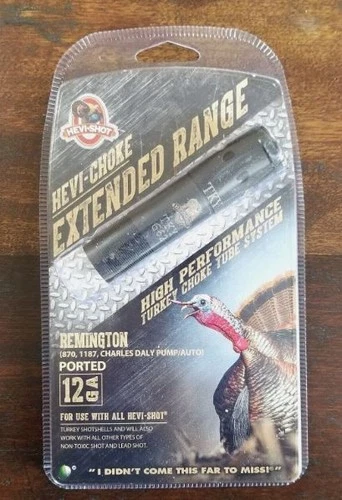 HEVI-SHOT
HEVI-CHOKE
EXTENDED RANGE
TKY
HIGH PERFORMANCE
TURKEY CHOKE TUBE SYSTEM
REMINGTON
(870, 1187, CHARLES DALY PUMP/AUTO)
PORTED
12 GA
FOR USE WITH ALL HEVI-SHOT®
TURKEY SHOTSHELLS AND WILL ALSO
WORK WITH ALL OTHER TYPES OF
NON-TOXIC SHOT AND LEAD SHOT.
"I DIDN'T COME THIS FAR TO MISS!"®